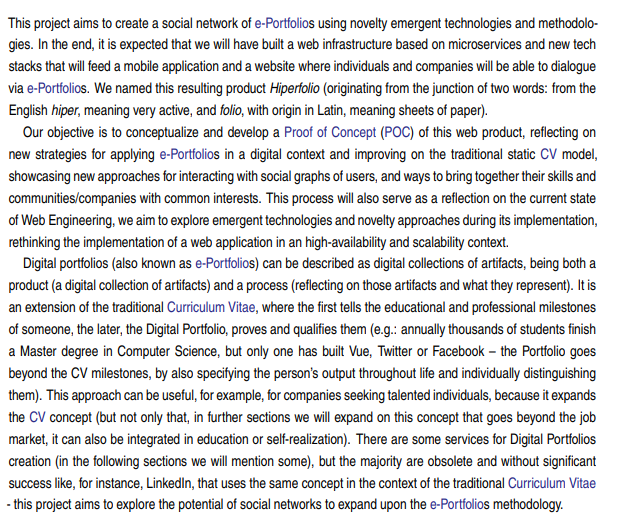 This project aims to create a social network of e-Portfolios using novelty emergent technologies and methodolo-
gies. In the end, it is expected that we will have built a web infrastructure based on microservices and new tech
stacks that will feed a mobile application and a website where individuals and companies will be able to dialogue
via e-Portfolios. We named this resulting product Hiperfolio (originating from the junction of two words: from the
English hiper, meaning very active, and folio, with origin in Latin, meaning sheets of paper).
Our objective is to conceptualize and develop a Proof of Concept (POC) of this web product, reflecting on
new strategies for applying e-Portfolios in a digital context and improving on the traditional static CV model,
showcasing new approaches for interacting with social graphs of users, and ways to bring together their skills and
communities/companies with common interests. This process will also serve as a reflection on the current state
of Web Engineering, we aim to explore emergent technologies and novelty approaches during its implementation,
rethinking the implementation of a web application in an high-availability and scalability context.
Digital portfolios (also known as e-Portfolios) can be described as digital collections of artifacts, being both a
product (a digital collection of artifacts) and a process (reflecting on those artifacts and what they represent). It is
an extension of the traditional Curriculum Vitae, where the first tells the educational and professional milestones
of someone, the later, the Digital Portfolio, proves and qualifies them (e.g.: annually thousands of students finish
a Master degree in Computer Science, but only one has built Vue, Twitter or Facebook – the Portfolio goes
beyond the CV milestones, by also specifying the person's output throughout life and individually distinguishing
them). This approach can be useful, for example, for companies seeking talented individuals, because it expands
the CV concept (but not only that, in further sections we will expand on this concept that goes beyond the job
market, it can also be integrated in education or self-realization). There are some services for Digital Portfolios
creation (in the following sections we will mention some), but the majority are obsolete and without significant
success like, for instance, LinkedIn, that uses the same concept in the context of the traditional Curriculum Vitae
- this project aims to explore the potential of social networks to expand upon the e-Portfolios methodology.